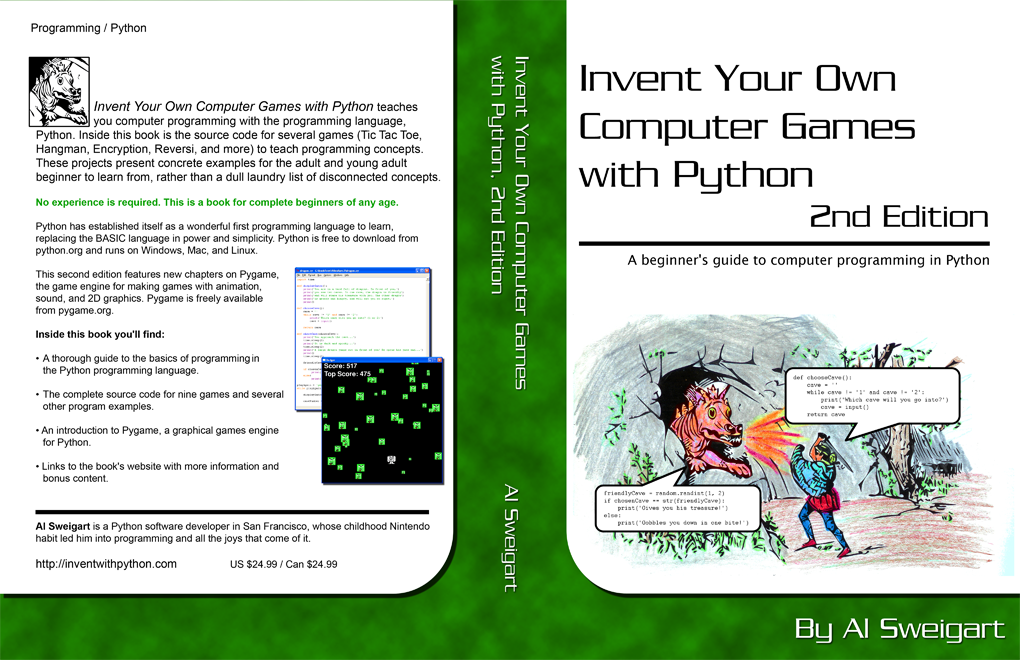 Programming / Python
Invent Your Own Computer Games with Python teaches
you computer programming with the programming language,
Python. Inside this book is the source code for several games (Tic Tac Toe,
Hangman, Encryption, Reversi, and more) to teach programming concepts.
These projects present concrete examples for the adult and young adult
beginner to learn from, rather than a dull laundry list of disconnected concepts.
No experience is required. This is a book for complete beginners of any age.
Python has established itself as a wonderful first programming language to learn,
replacing the BASIC language in power and simplicity. Python is free to download from
python.org and runs on Windows, Mac, and Linux.
This second edition features new chapters on Pygame,
the game engine for making games with animation,
sound, and 2D graphics. Pygame is freely available
from pygame.org.
Inside this book you'll find:
• A thorough guide to the basics of programming in
the Python programming language.
• The complete source code for nine games and several
other program examples.
• An introduction to Pygame, a graphical games engine
for Python.
• Links to the book's website with more information and
bonus content.
Score: 517
Top Score: 475
Al Sweigart is a Python software developer in San Francisco, whose childhood Nintendo
habit led him into programming and all the joys that come of it.
http://inventwithpython.com
US $24.99 / Can $24.99
Invent Your Own Computer Games
with Python, 2nd Edition
Al Sweigart
Invent Your Own
Computer Games
with Python
2nd Edition
A beginner's guide to computer programming in Python
def chooseCave():
cave = ''
while cave != '1' and cave != '2':
print('Which cave will you go into?')
cave = input()
return cave
friendlyCave = random.randint(1, 2)
if chosenCave == str(friendlyCave):
print('Gives you his treasure!')
else:
print('Gobbles you down in one bite!')
By Al Sweigart